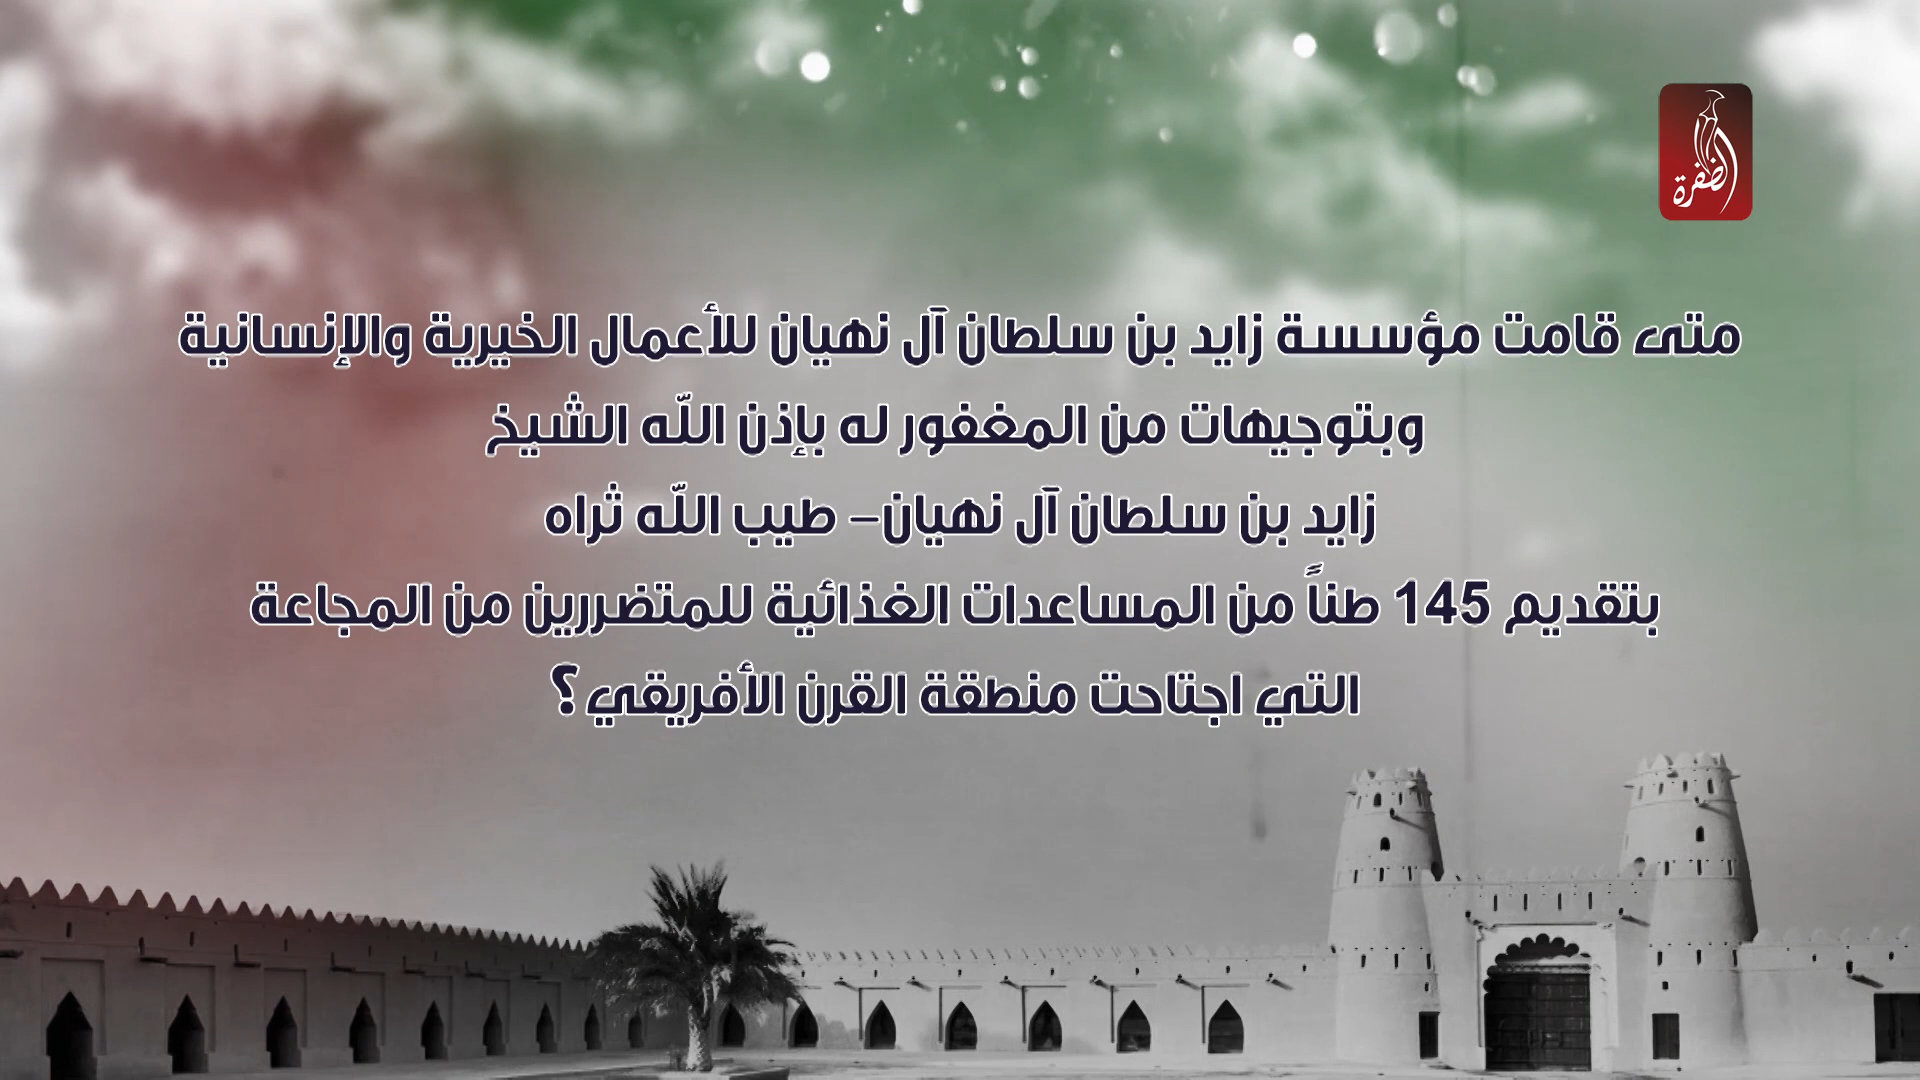 الظفرة
متى قامت مؤسسة زايد بن سلطان آل نهيان للأعمال الخيرية والإنسانية
وبتوجيهات من المغفور له بإذن الله الشيخ
زايد بن سلطان آل نهيان– طيب الله ثراه
بتقديم 145 طناً من المساعدات الغذائية للمتضررين من المجاعة
التي اجتاحت منطقة القرن الأفريقي؟